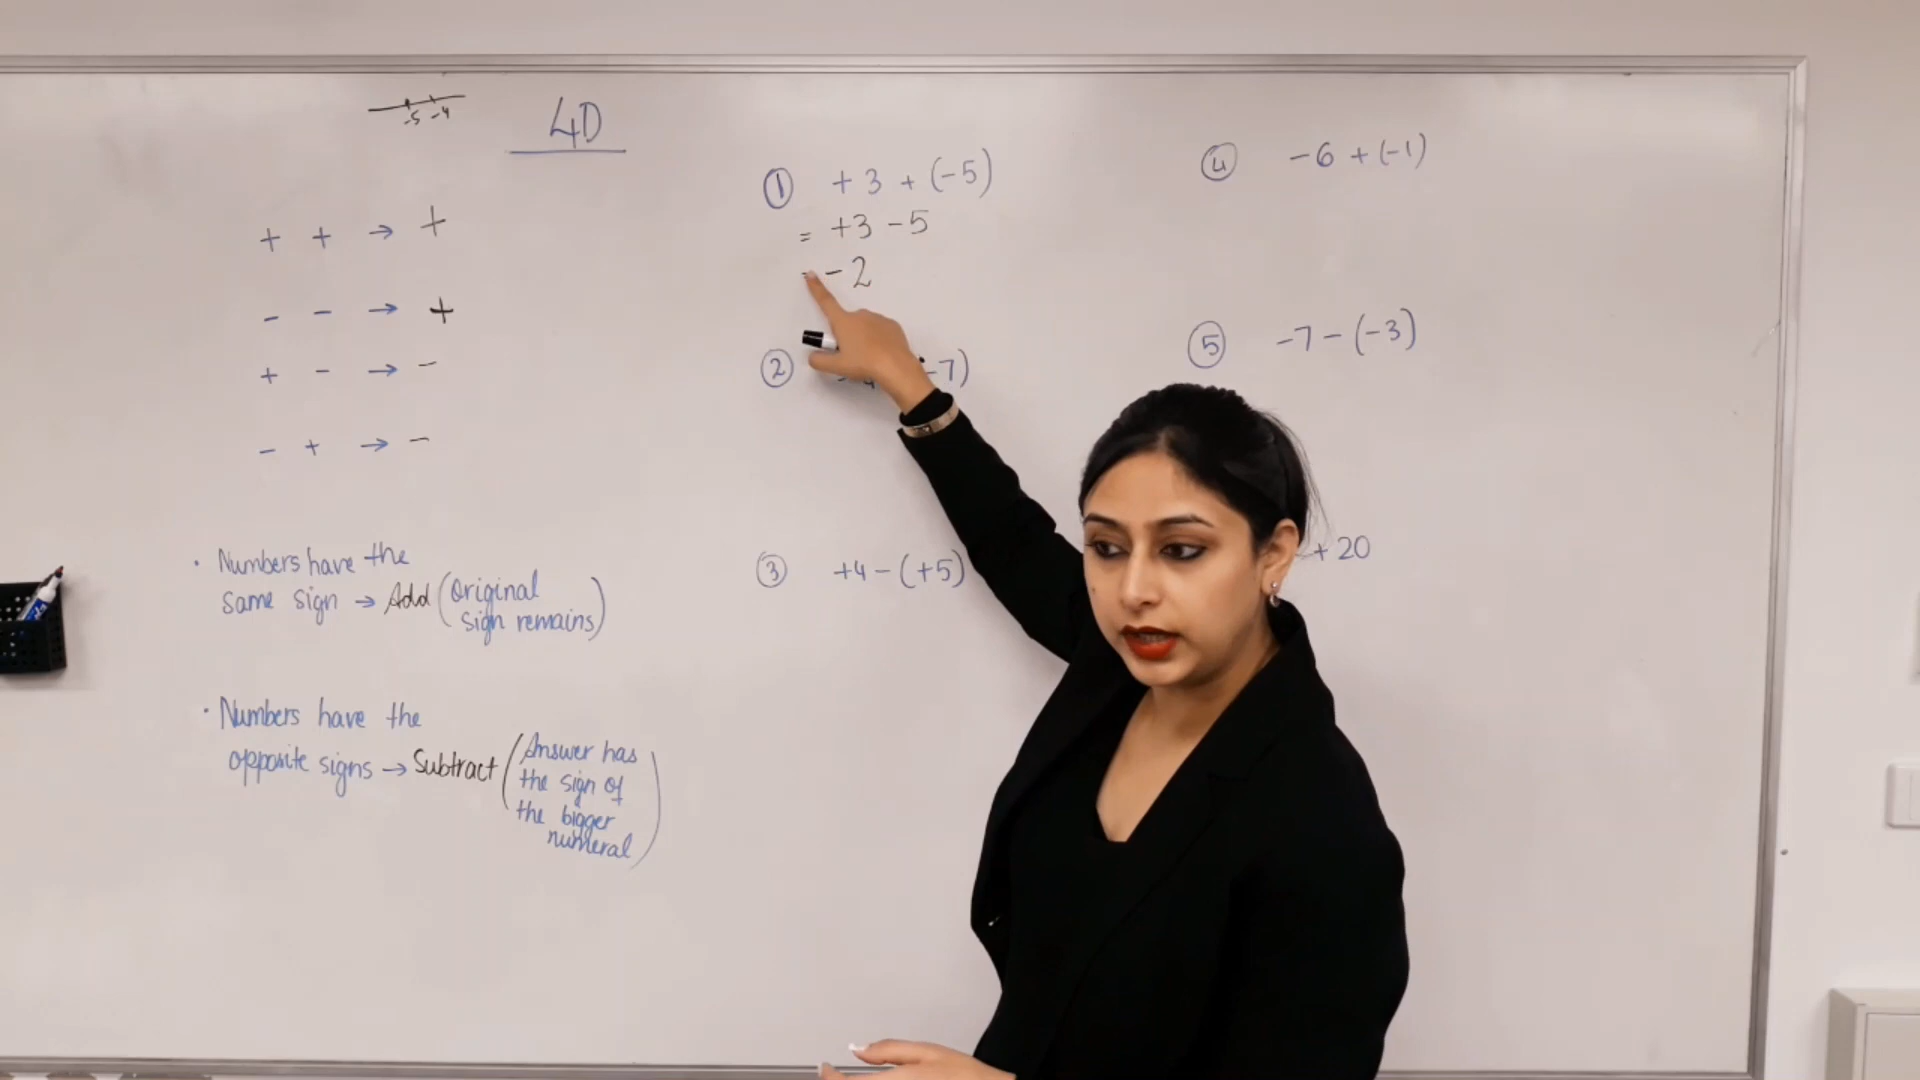 -5 -4
4D
+ + → +
- - → +
+ - → -
- + → -
• Numbers have the
same sign → Add (Original
sign remains)
• Numbers have the
opposite signs → Subtract (Answer has
the sign of
the bigger
numeral)
① +3 + (-5)
= +3 -5
= -2
② -7)
③ +4 - (+5)
④ -6 + (-1)
⑤ -7 - (-3)
+20